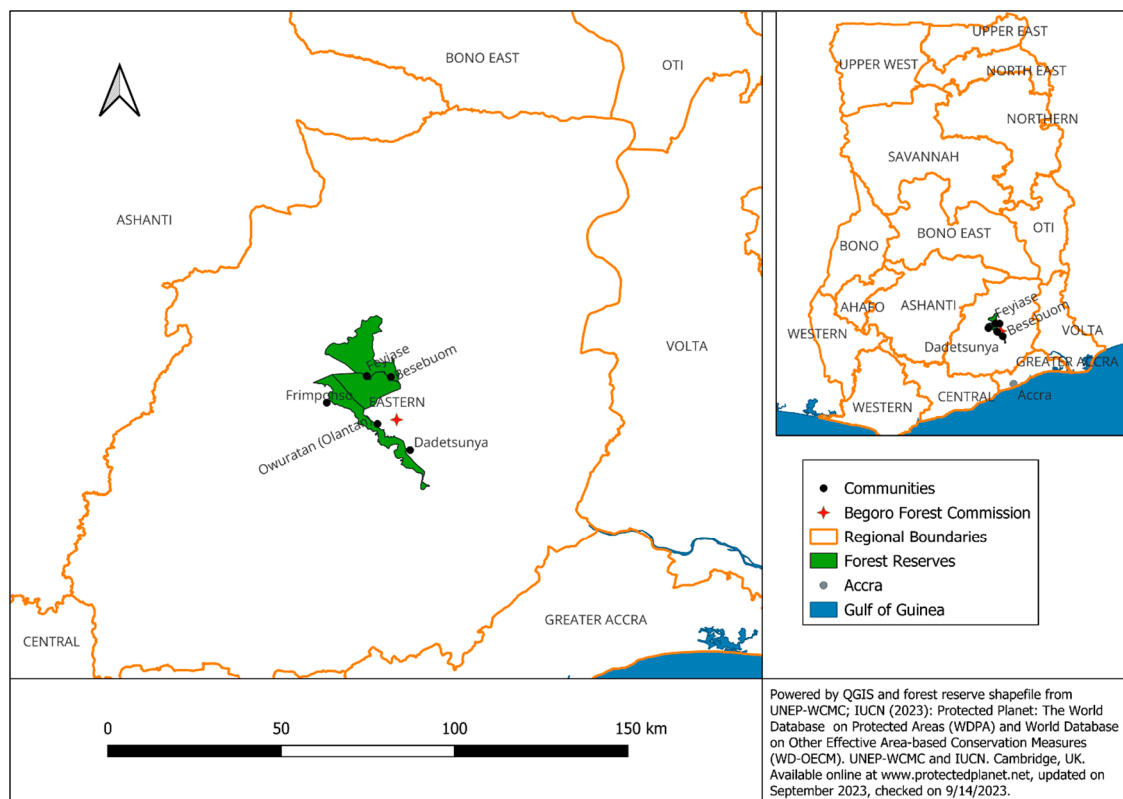 BONO EAST
OTI
ASHANTI
VOLTA
Feyiase
Besebuom
Frimponso
EASTERN
Owuratan (Olantan)
Dadetsunya
CENTRAL
GREATER ACCRA
UPPER EAST
UPPER WEST
NORTH EAST
NORTHERN
SAVANNAH
BONO
BONO EAST
OTI
AHAFO
ASHANTI
Feyiase
Besebuom
WESTERN
Dadetsunya
VOLTA
GREATER ACCRA
WESTERN
CENTRAL
Accra
Communities
Begoro Forest Commission
Regional Boundaries
Forest Reserves
Accra
Gulf of Guinea
0 50 100 150 km
Powered by QGIS and forest reserve shapefile from
UNEP-WCMC; IUCN (2023): Protected Planet: The World
Database on Protected Areas (WDPA) and World Database
on Other Effective Area-based Conservation Measures
(WD-OECM). UNEP-WCMC and IUCN. Cambridge, UK.
Available online at www.protectedplanet.net, updated on
September 2023, checked on 9/14/2023.